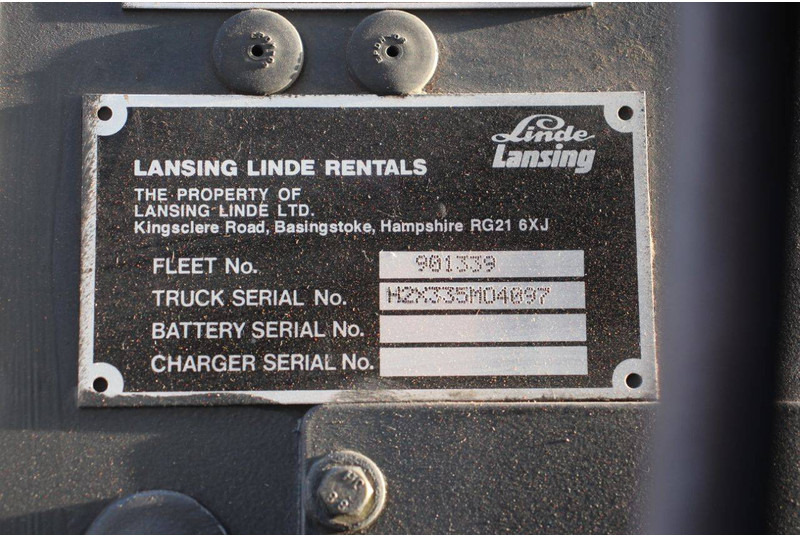 Linde
Lansing
LANSING LINDE RENTALS
THE PROPERTY OF
LANSING LINDE LTD.
Kingsclere Road, Basingstoke, Hampshire RG21 6XJ
FLEET No. 901339
TRUCK SERIAL No. H2X335M04097
BATTERY SERIAL No.
CHARGER SERIAL No.